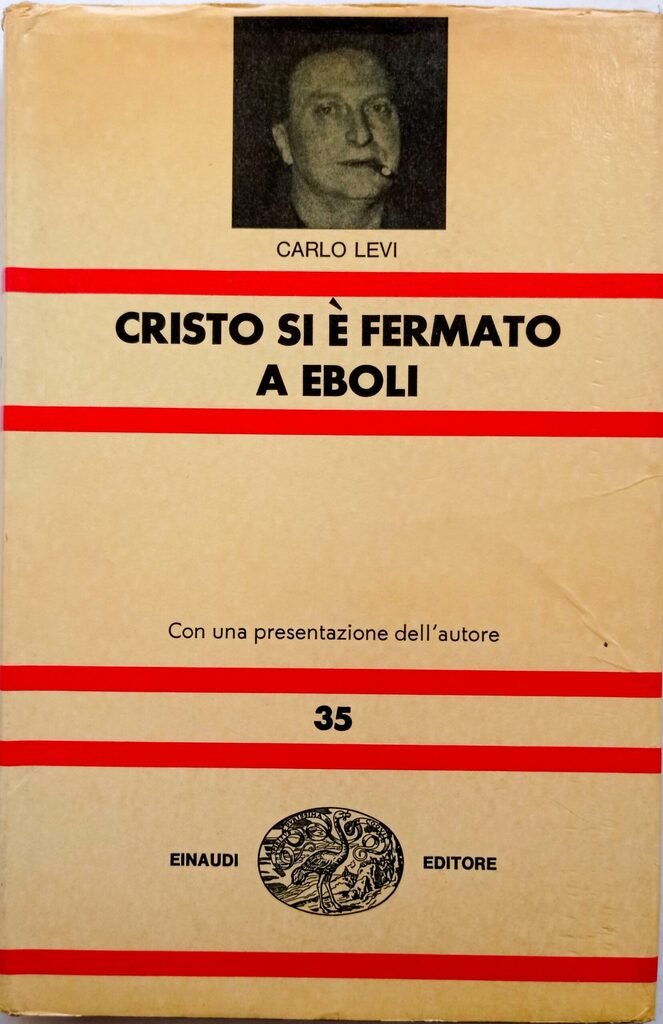 CARLO LEVI
CRISTO SI È FERMATO
A EBOLI
Con una presentazione dell'autore
35
EINAUDI
EDITORE